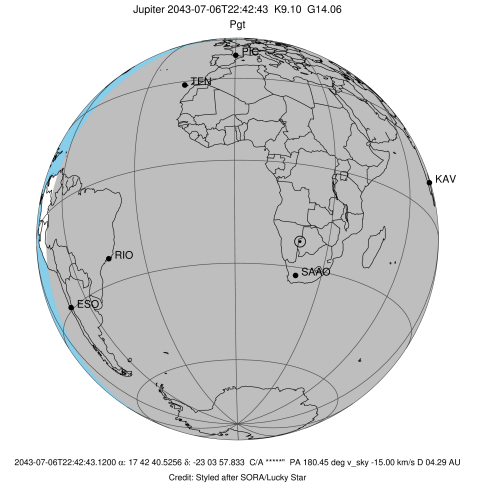 Jupiter 2043-07-06T22:42:43 K9.10 G14.06
Pgt
PIC
TEN
KAV
RIO
SAAO
ESO
2043-07-06T22:42:43.1200 α: 17 42 40.5256 δ: -23 03 57.833 C/A *****" PA 180.45 deg v_sky -15.00 km/s D 04.29 AU
Credit: Styled after SORA/Lucky Star